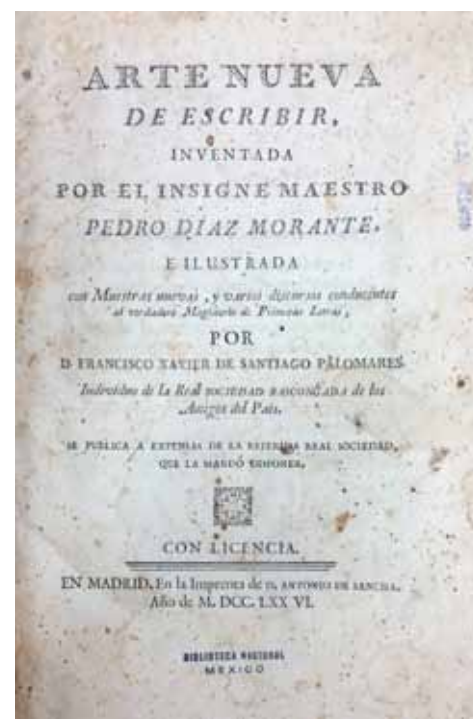 ARTE NUEVA
DE ESCRIBIR,
INVENTADA
POR EL INSIGNE MAESTRO
PEDRO DIAZ MORANTE,
E ILUSTRADA
con Muestras nuevas, y varios discursos conducentes
al verdadero Magisterio de Primeras Letras,
POR
D. FRANCISCO XAVIER DE SANTIAGO PALOMARES
Individuo de la Real SOCIEDAD BASCONGADA de los
Amigos del País.
SE PUBLICA A EXPENSAS DE LA REFERIDA REAL SOCIEDAD,
QUE LA MANDÓ COMPONER.
CON LICENCIA.
EN MADRID, En la Imprenta de D. ANTONIO DE SANCHA.
Año de M. DCC. LXX VI.
BIBLIOTECA NACIONAL
MEXICO